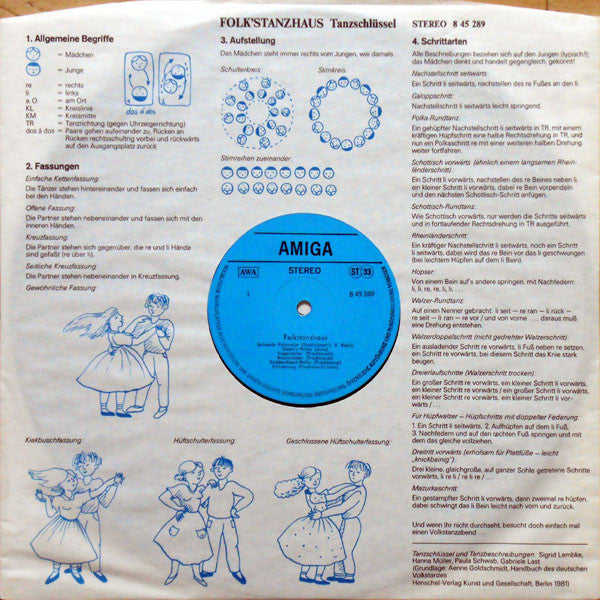 FOLK'STANZHAUS Tanzschlüssel STEREO 8 45 289
1. Allgemeine Begriffe
= Mädchen
= Junge
re = rechts
li = links
a. O. = am Ort
KL = Kreislinie
KM = Kreismitte
TR = Tanzrichtung (gegen Uhrzeigerrichtung)
dos à dos = Paare gehen aufeinander zu, Rücken an
Rücken rechtsschultrig vorbei und rückwärts
auf den Ausgangsplatz zurück
dos à dos
2. Fassungen
Einfache Kettenfassung:
Die Tänzer stehen hintereinander und fassen sich einfach
bei den Händen.
Offene Fassung:
Die Partner stehen nebeneinander und fassen sich mit den
inneren Händen.
Kreuzfassung:
Die Partner stehen sich gegenüber, die re und li Hände
sind gefaßt (re über li).
Seitliche Kreuzfassung:
Die Partner stehen nebeneinander in Kreuzfassung.
Gewöhnliche Fassung:
Kiekbuschfassung:
Hüftschulterfassung:
Geschlossene Hüftschulterfassung:
3. Aufstellung
Das Mädchen steht immer rechts vom Jungen, wie damals.
Schulterkreis:
Stirnkreis:
Stirnreihen zueinander:
AMIGA
AWA
STEREO
ST 33
1
8 45 289
Folkstanzhaus
4. Schrittarten
Alle Beschreibungen beziehen sich auf den Jungen (typisch!);
das Mädchen denkt und handelt gegengleich, gekonnt!
Nachstellschritt seitwärts:
Ein Schritt li seitwärts, nachstellen des re Fußes an den li.
Galoppschritt:
Nachstellschritt li seitwärts leicht springend.
Polka-Rundtanz:
Ein gehüpfter Nachstellschritt li seitwärts in TR, mit einem
kräftigen Hüpfschritt eine halbe Rechtsdrehung in TR, und
nun ein Polkaschritt re mit einer weiteren halben Drehung
weiter fortfahren.
Schottisch vorwärts (ähnlich einem langsamen Rhein-
länderschritt):
Ein Schritt li vorwärts, nachstellen des re Beines neben li,
ein kleiner Schritt li vorwärts, dabei re Bein vorpendeln
und den nächsten Schottisch-Schritt anfügen.
Schottisch-Rundtanz:
Wie Schottisch vorwärts, nur werden die Schritte seitwärts
und in fortlaufender Rechtsdrehung in TR ausgeführt.
Rheinländerschritt:
Ein kräftiger Nachstellschritt li seitwärts, noch ein Schritt
li seitwärts, dabei wird das re Bein vor das li geschwungen
(bei leichtem Hüpfen auf dem li Bein)
Hopser:
Von einem Bein auf's andere springen, mit Nachfedern:
li, li, re, re, li, li, . . .
Walzer-Rundtanz:
Auf einen Nenner gebracht: li seit — re ran — li rück —
re seit — li ran — re vor / und von vorne . . ., daraus muß
eine Drehung entstehen.
Walzerdoppelschritt (nicht gedrehter Walzerschritt):
Ein ausladender Schritt li vorwärts, re Fuß neben li setzen,
ein Schritt li vorwärts, bei diesem Schritt das Knie stark
beugen.
Dreierlaufschritte (Walzerschritt trocken):
Ein großer Schritt re vorwärts, ein kleiner Schritt li vorwärts,
ein kleiner Schritt re vorwärts /
Ein großer Schritt li vorwärts, ein kleiner Schritt re vorwärts,
ein kleiner Schritt li vorwärts / . . .
Für Hüpfwalzer — Hüpfschritte mit doppelter Federung:
1. Ein Schritt li vorwärts, 2. Aufhüpfen auf dem li Fuß,
3. Nachfedern und auf den rechten Fuß springen und mit
dem das gleiche vollziehen.
Dreitritt vorwärts (erholsam für Plattfüße — leicht
„knickbeinig"):
Drei kleine, gleichgroße, auf ganzer Sohle getretene Schritte
vorwärts, li re li / re li re / . . .
Mazurkaschritt:
Ein gestampfter Schritt li vorwärts, dann zweimal re hüpfen,
dabei schwingt das li Bein leicht nach vorn und zurück.
Und wenn Ihr nicht durchseht, besucht doch einfach mal
einen Volkstanzabend . . .
Tanzschlüssel und Tanzbeschreibungen: Sigrid Lembke,
Hanna Müller, Paula Schwab, Gabriele Last
(Grundlage: Aenne Goldschmidt, Handbuch des deutschen
Volkstanzes
Henschel-Verlag Kunst und Gesellschaft, Berlin 1981)